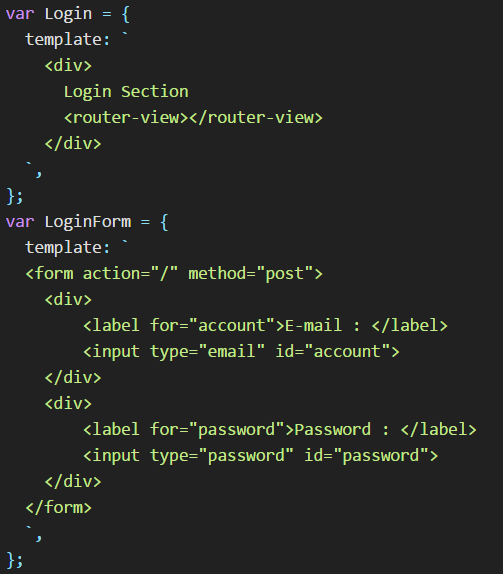 var Login = {
  template: `
    <div>
      Login Section
      <router-view></router-view>
    </div>
  `,
};
var LoginForm = {
  template: `
  <form action="/" method="post">
    <div>
        <label for="account">E-mail : </label>
        <input type="email" id="account">
    </div>
    <div>
        <label for="password">Password : </label>
        <input type="password" id="password">
    </div>
  </form>
  `,
};